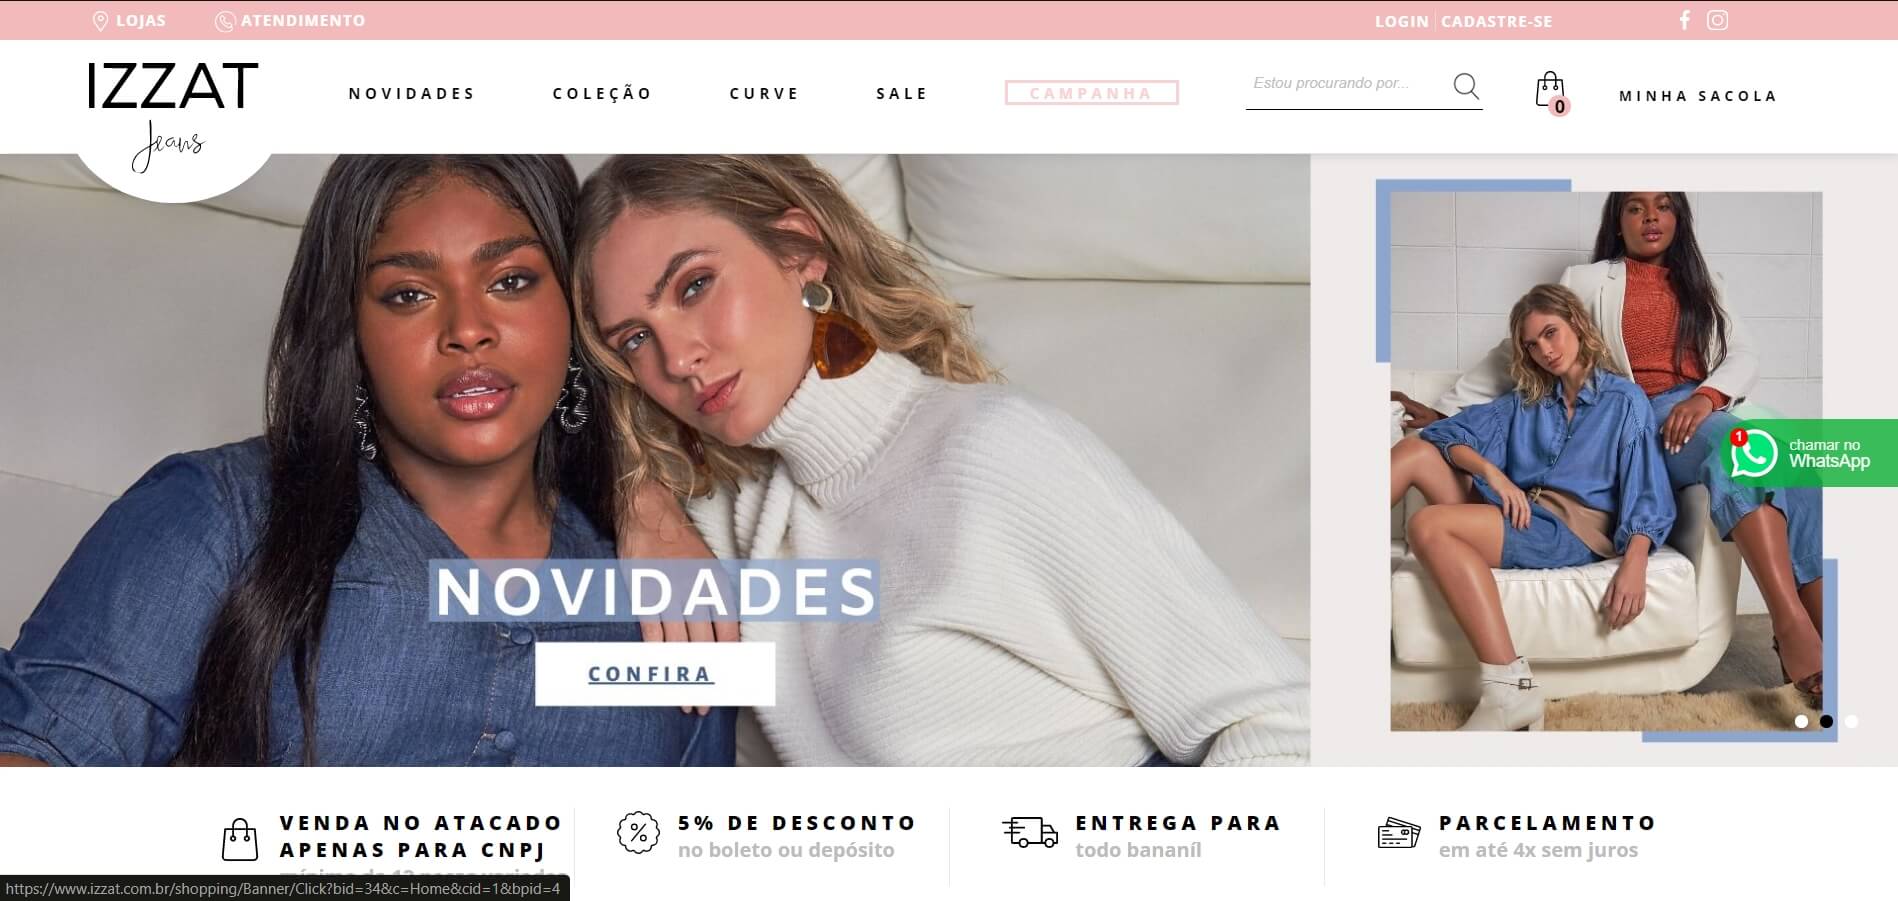 LOJAS
ATENDIMENTO
LOGIN
CADASTRE-SE
IZZAT
Jeans
NOVIDADES
COLEÇÃO
CURVE
SALE
CAMPANHA
Estou procurando por...
0
MINHA SACOLA
1
chamar no
WhatsApp
NOVIDADES
CONFIRA
VENDA NO ATACADO
APENAS PARA CNPJ
5% DE DESCONTO
no boleto ou depósito
ENTREGA PARA
todo bananíl
PARCELAMENTO
em até 4x sem juros
https://www.izzat.com.br/shopping/Banner/Click?bid=34&c=Home&cid=1&bpid=4